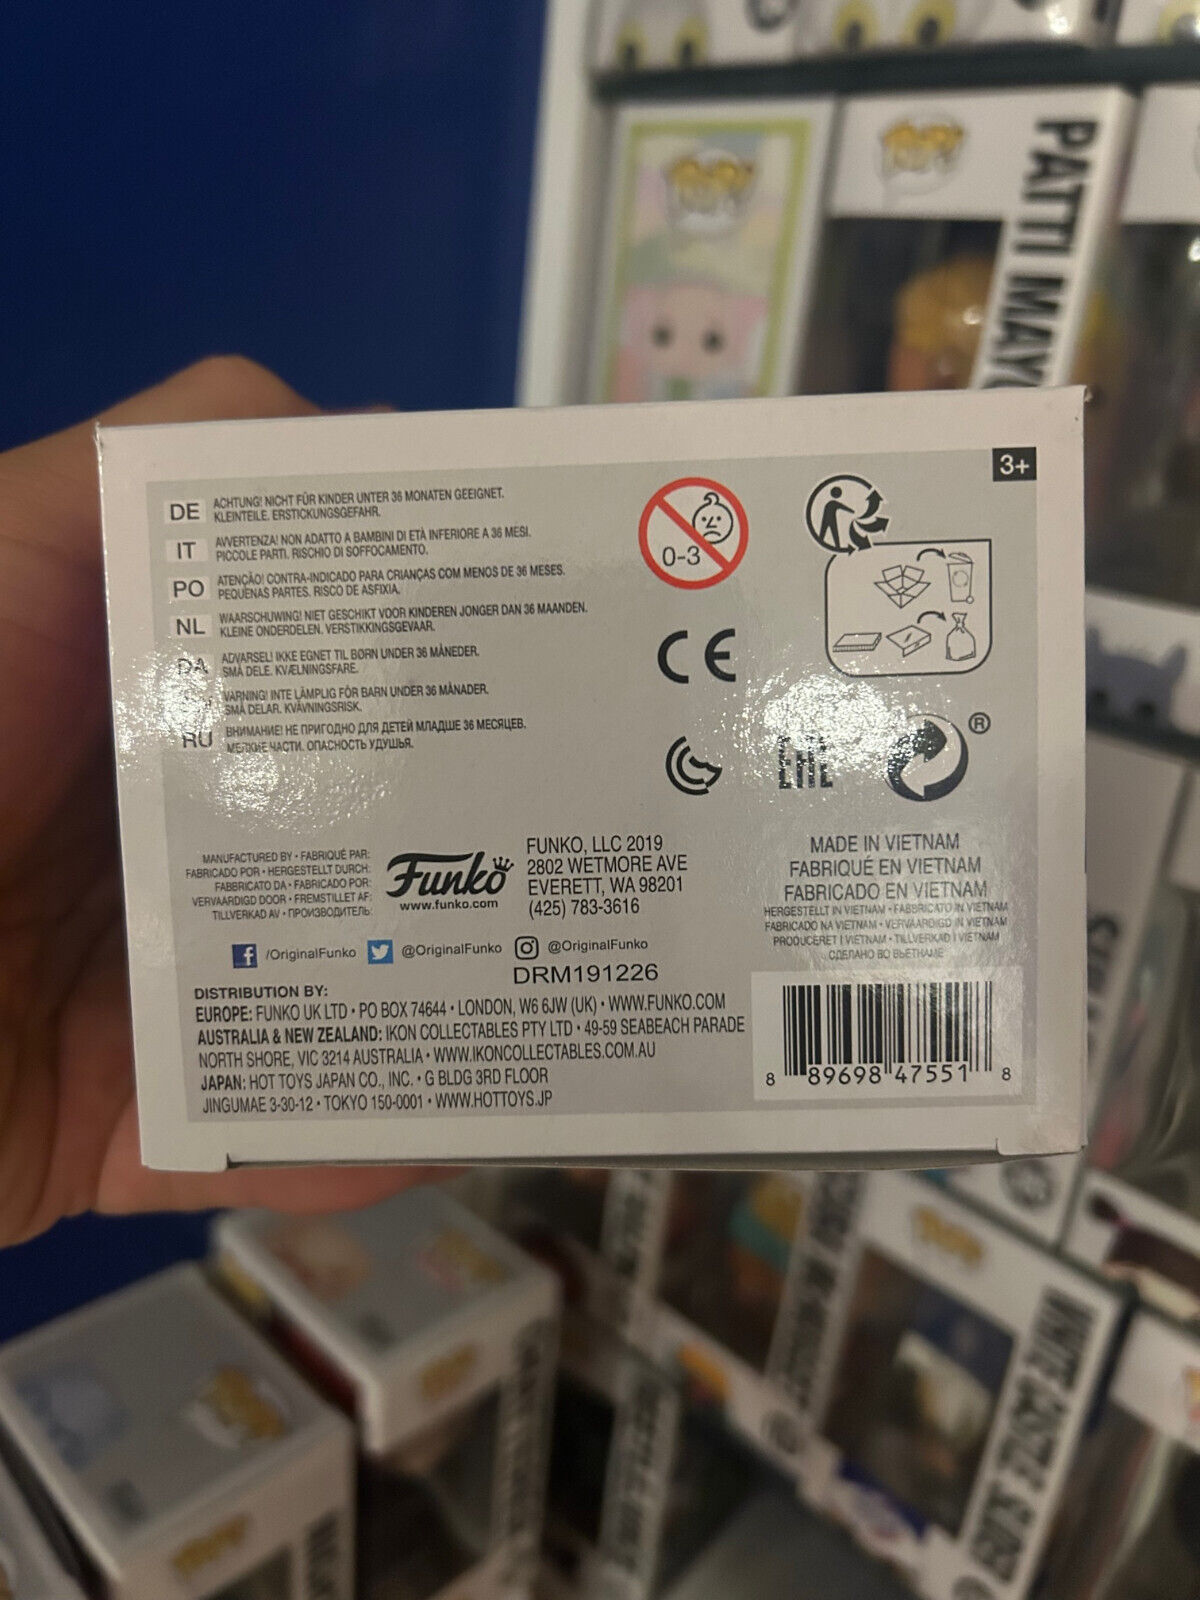 PATTI MAYO
3+
DE ACHTUNG! NICHT FÜR KINDER UNTER 36 MONATEN GEEIGNET.
KLEINTEILE. ERSTICKUNGSGEFAHR.
IT AVVERTENZA! NON ADATTO A BAMBINI DI ETÀ INFERIORE A 36 MESI.
PICCOLE PARTI. RISCHIO DI SOFFOCAMENTO.
PO ATENÇÃO! CONTRA-INDICADO PARA CRIANÇAS COM MENOS DE 36 MESES.
PEQUENAS PARTES. RISCO DE ASFIXIA.
NL WAARSCHUWING! NIET GESCHIKT VOOR KINDEREN JONGER DAN 36 MAANDEN.
KLEINE ONDERDELEN. VERSTIKKINGSGEVAAR.
DA ADVARSEL! IKKE EGNET TIL BØRN UNDER 36 MÅNEDER.
SMÅ DELE. KVÆLNINGSFARE.
VARNING! INTE LÄMPLIG FÖR BARN UNDER 36 MÅNADER.
SMÅ DELAR. KVÄVNINGSRISK.
RU ВНИМАНИЕ! НЕ ПРИГОДНО ДЛЯ ДЕТЕЙ МЛАДШЕ 36 МЕСЯЦЕВ.
МЕЛКИЕ ЧАСТИ. ОПАСНОСТЬ УДУШЬЯ.
0-3
CE
EAC
®
MANUFACTURED BY • FABRIQUÉ PAR:
FABRICADO POR • HERGESTELLT DURCH:
FABBRICATO DA • FABRICADO POR:
VERVAARDIGD DOOR • FREMSTILLET AF:
TILLVERKAD AV • ПРОИЗВОДИТЕЛЬ:
Funko
www.funko.com
FUNKO, LLC 2019
2802 WETMORE AVE
EVERETT, WA 98201
(425) 783-3616
MADE IN VIETNAM
FABRIQUÉ EN VIETNAM
FABRICADO EN VIETNAM
HERGESTELLT IN VIETNAM • FABBRICATO IN VIETNAM
FABRICADO NA VIETNAM • VERVAARDIGD IN VIETNAM
PRODUCERET I VIETNAM • TILLVERKAD I VIETNAM
СДЕЛАНО ВО ВЬЕТНАМЕ
/OriginalFunko @OriginalFunko @OriginalFunko
DRM191226
DISTRIBUTION BY:
EUROPE: FUNKO UK LTD • PO BOX 74644 • LONDON, W6 6JW (UK) • WWW.FUNKO.COM
AUSTRALIA & NEW ZEALAND: IKON COLLECTABLES PTY LTD • 49-59 SEABEACH PARADE
NORTH SHORE, VIC 3214 AUSTRALIA • WWW.IKONCOLLECTABLES.COM.AU
JAPAN: HOT TOYS JAPAN CO., INC. • G BLDG 3RD FLOOR
JINGUMAE 3-30-12 • TOKYO 150-0001 • WWW.HOTTOYS.JP
8 89698 47551 8
WHITE CASTLE SLIDER